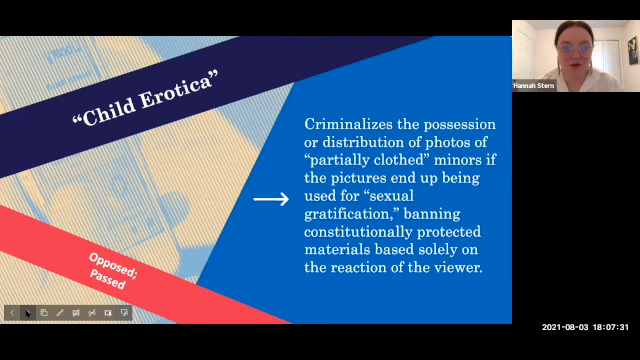 Hannah Stern
“Child Erotica”
Criminalizes the possession
or distribution of photos of
“partially clothed” minors if
the pictures end up being
used for “sexual
gratification,” banning
constitutionally protected
materials based solely on
the reaction of the viewer.
Opposed;
Passed
2021-08-03 18:07:31